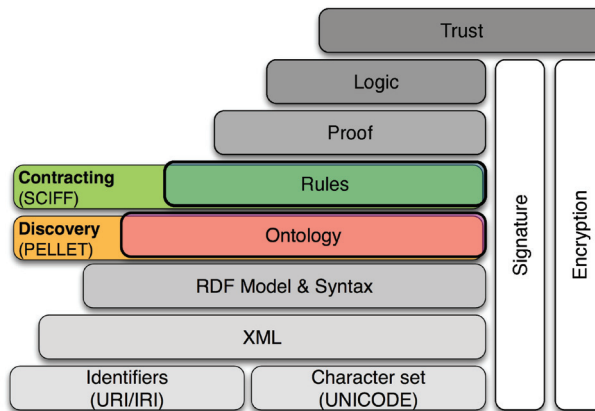 Trust
Logic
Proof
Contracting
(SCIFF)
Rules
Discovery
(PELLET)
Ontology
RDF Model & Syntax
XML
Identifiers
(URI/IRI)
Character set
(UNICODE)
Signature
Encryption